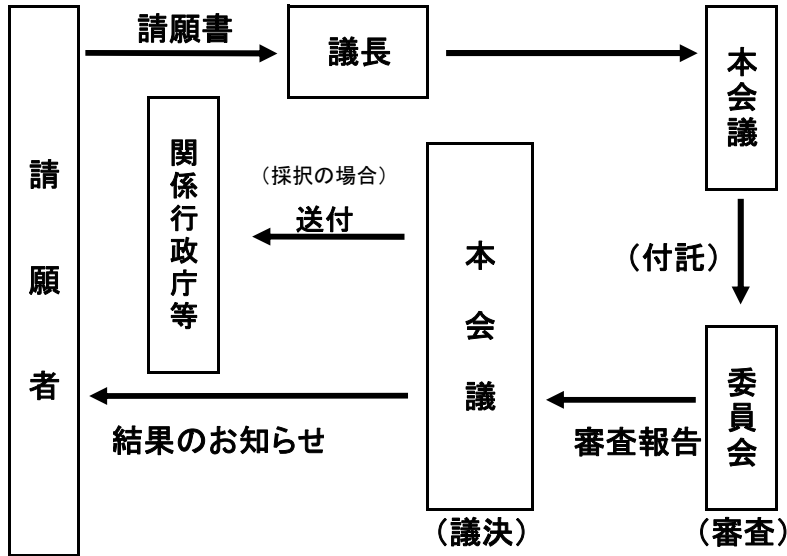 請願者
請願書
議長
本会議
（付託）
委員会
（審査）
審査報告
本会議
（議決）
（採択の場合）
送付
関係行政庁等
結果のお知らせ